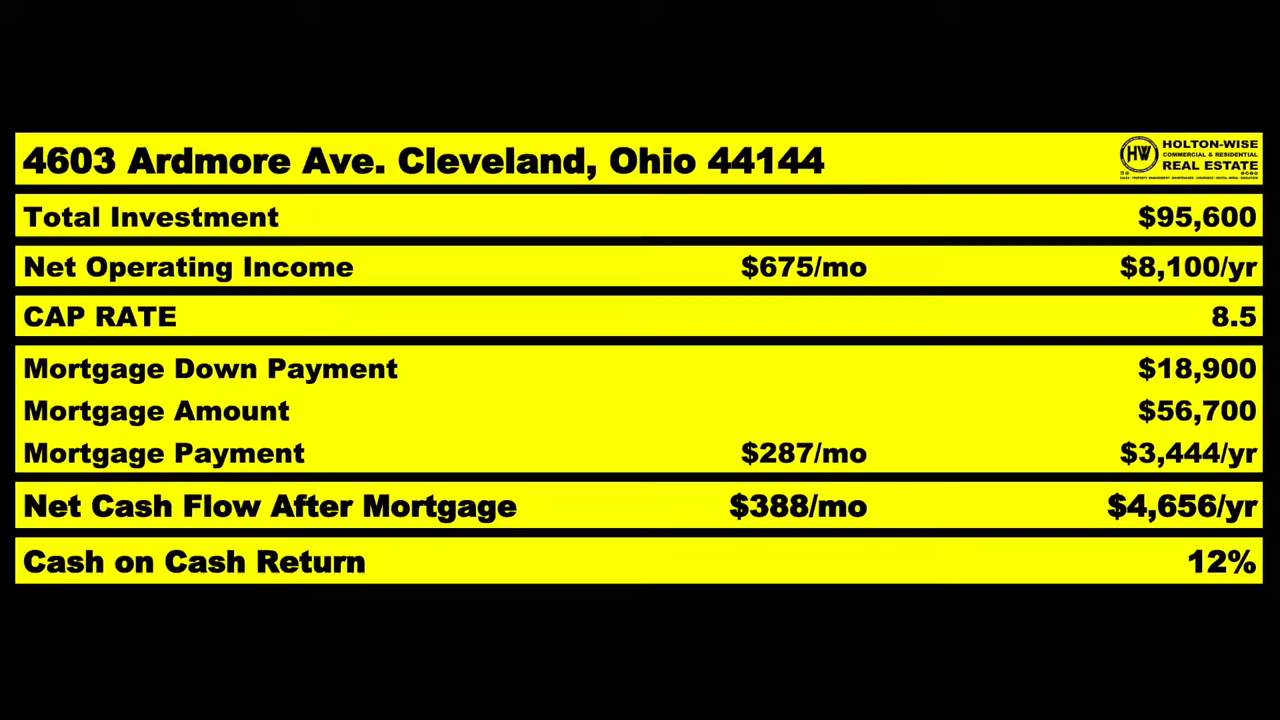 4603 Ardmore Ave. Cleveland, Ohio 44144
HW
HOLTON-WISE
COMMERCIAL & RESIDENTIAL
REAL ESTATE
Total Investment $95,600
Net Operating Income $675/mo $8,100/yr
CAP RATE 8.5
Mortgage Down Payment $18,900
Mortgage Amount $56,700
Mortgage Payment $287/mo $3,444/yr
Net Cash Flow After Mortgage $388/mo $4,656/yr
Cash on Cash Return 12%